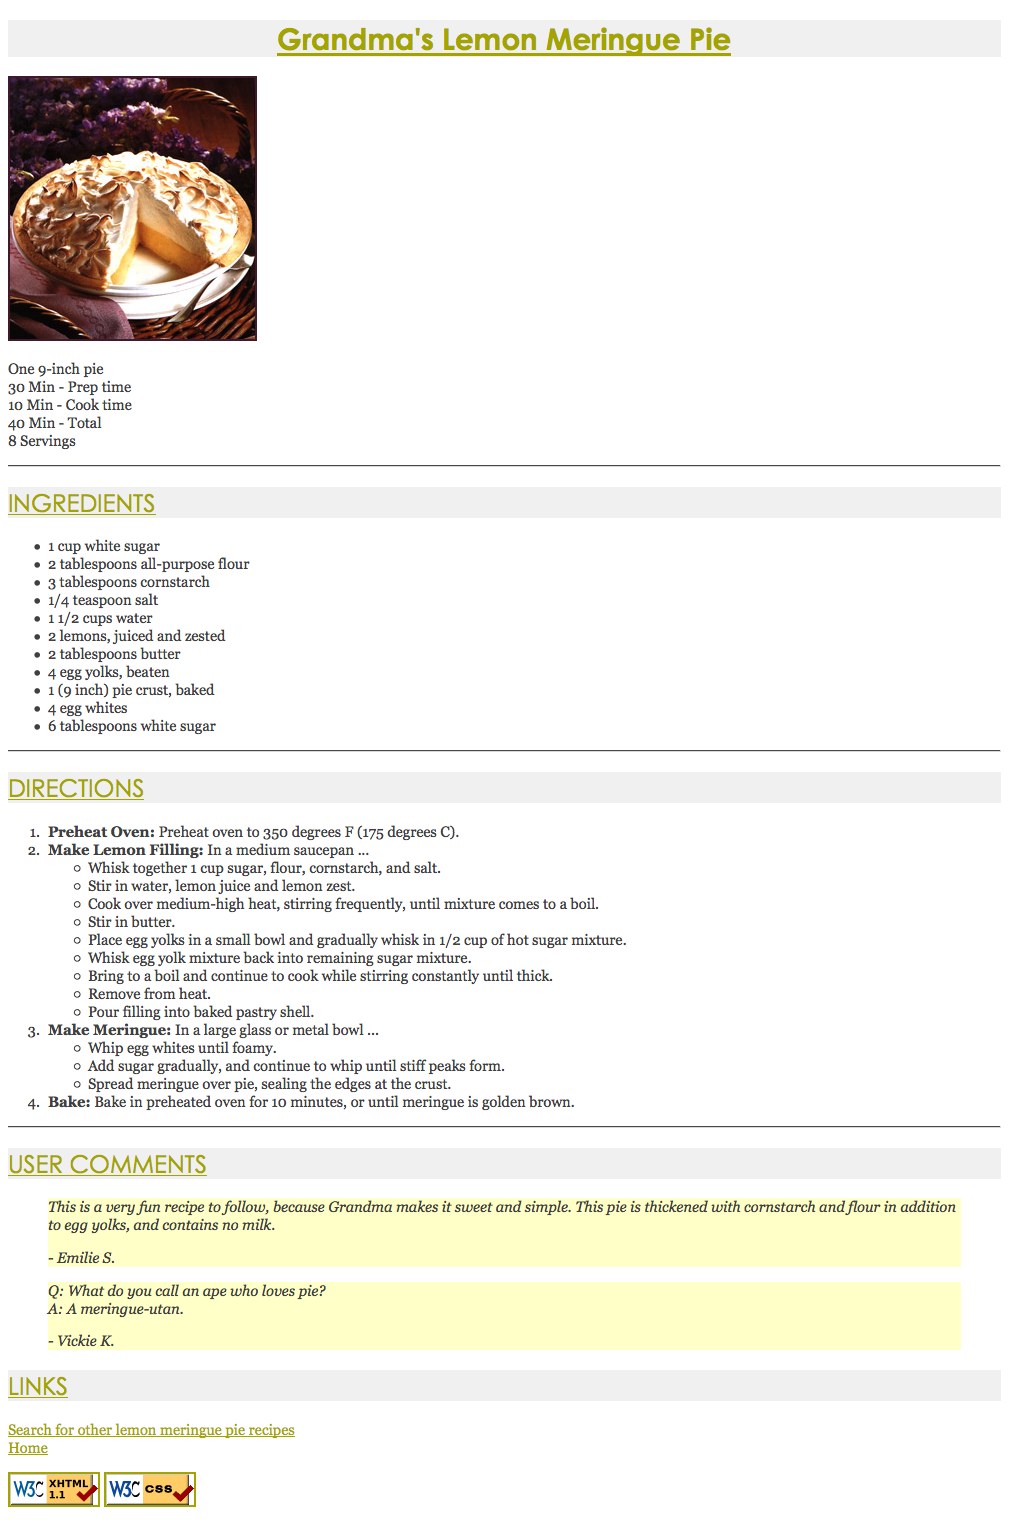 Grandma's Lemon Meringue Pie
One 9-inch pie
30 Min - Prep time
10 Min - Cook time
40 Min - Total
8 Servings
INGREDIENTS
• 1 cup white sugar
• 2 tablespoons all-purpose flour
• 3 tablespoons cornstarch
• 1/4 teaspoon salt
• 1 1/2 cups water
• 2 lemons, juiced and zested
• 2 tablespoons butter
• 4 egg yolks, beaten
• 1 (9 inch) pie crust, baked
• 4 egg whites
• 6 tablespoons white sugar
DIRECTIONS
1. Preheat Oven: Preheat oven to 350 degrees F (175 degrees C).
2. Make Lemon Filling: In a medium saucepan ...
◦ Whisk together 1 cup sugar, flour, cornstarch, and salt.
◦ Stir in water, lemon juice and lemon zest.
◦ Cook over medium-high heat, stirring frequently, until mixture comes to a boil.
◦ Stir in butter.
◦ Place egg yolks in a small bowl and gradually whisk in 1/2 cup of hot sugar mixture.
◦ Whisk egg yolk mixture back into remaining sugar mixture.
◦ Bring to a boil and continue to cook while stirring constantly until thick.
◦ Remove from heat.
◦ Pour filling into baked pastry shell.
3. Make Meringue: In a large glass or metal bowl ...
◦ Whip egg whites until foamy.
◦ Add sugar gradually, and continue to whip until stiff peaks form.
◦ Spread meringue over pie, sealing the edges at the crust.
4. Bake: Bake in preheated oven for 10 minutes, or until meringue is golden brown.
USER COMMENTS
This is a very fun recipe to follow, because Grandma makes it sweet and simple. This pie is thickened with cornstarch and flour in addition
to egg yolks, and contains no milk.
- Emilie S.
Q: What do you call an ape who loves pie?
A: A meringue-utan.
- Vickie K.
LINKS
Search for other lemon meringue pie recipes
Home
W3C XHTML 1.1 W3C CSS